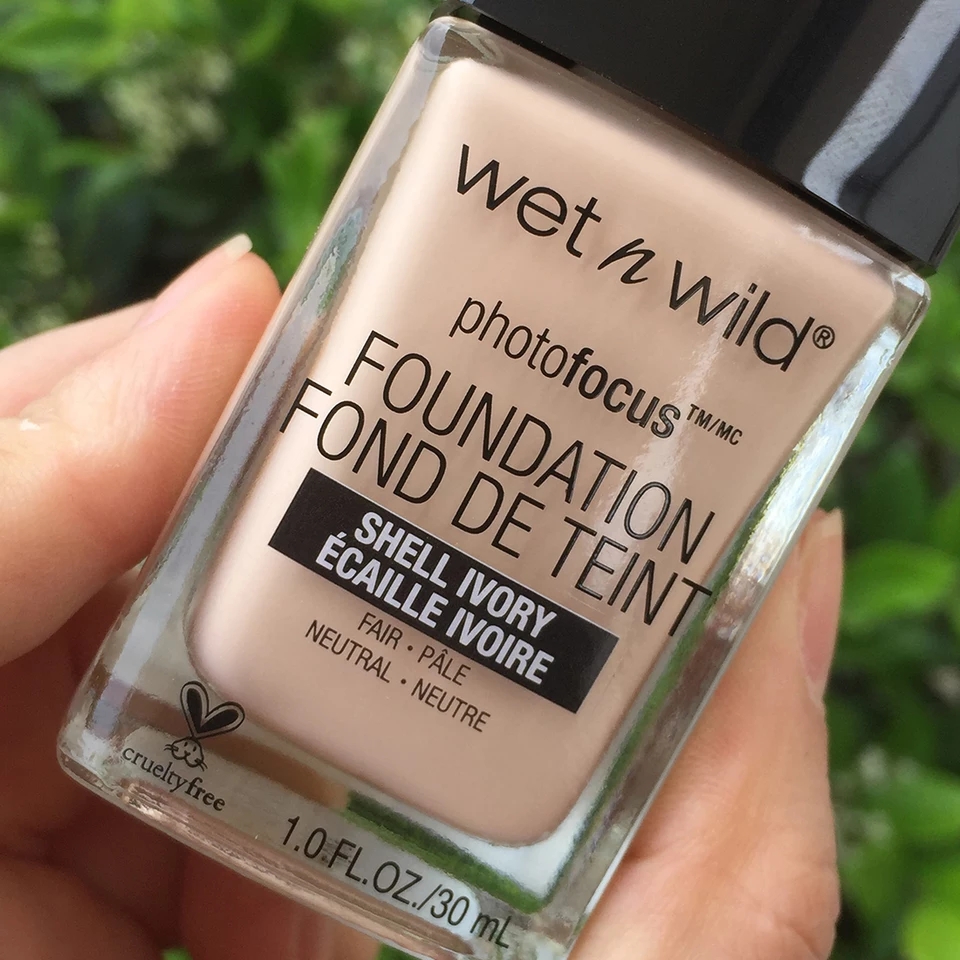 wet n wild®
photofocus™/MC
FOUNDATION
FOND DE TEINT
SHELL IVORY
ÉCAILLE IVOIRE
FAIR • PÂLE
NEUTRAL • NEUTRE
crueltyfree
1.0.FL.OZ./30 mL